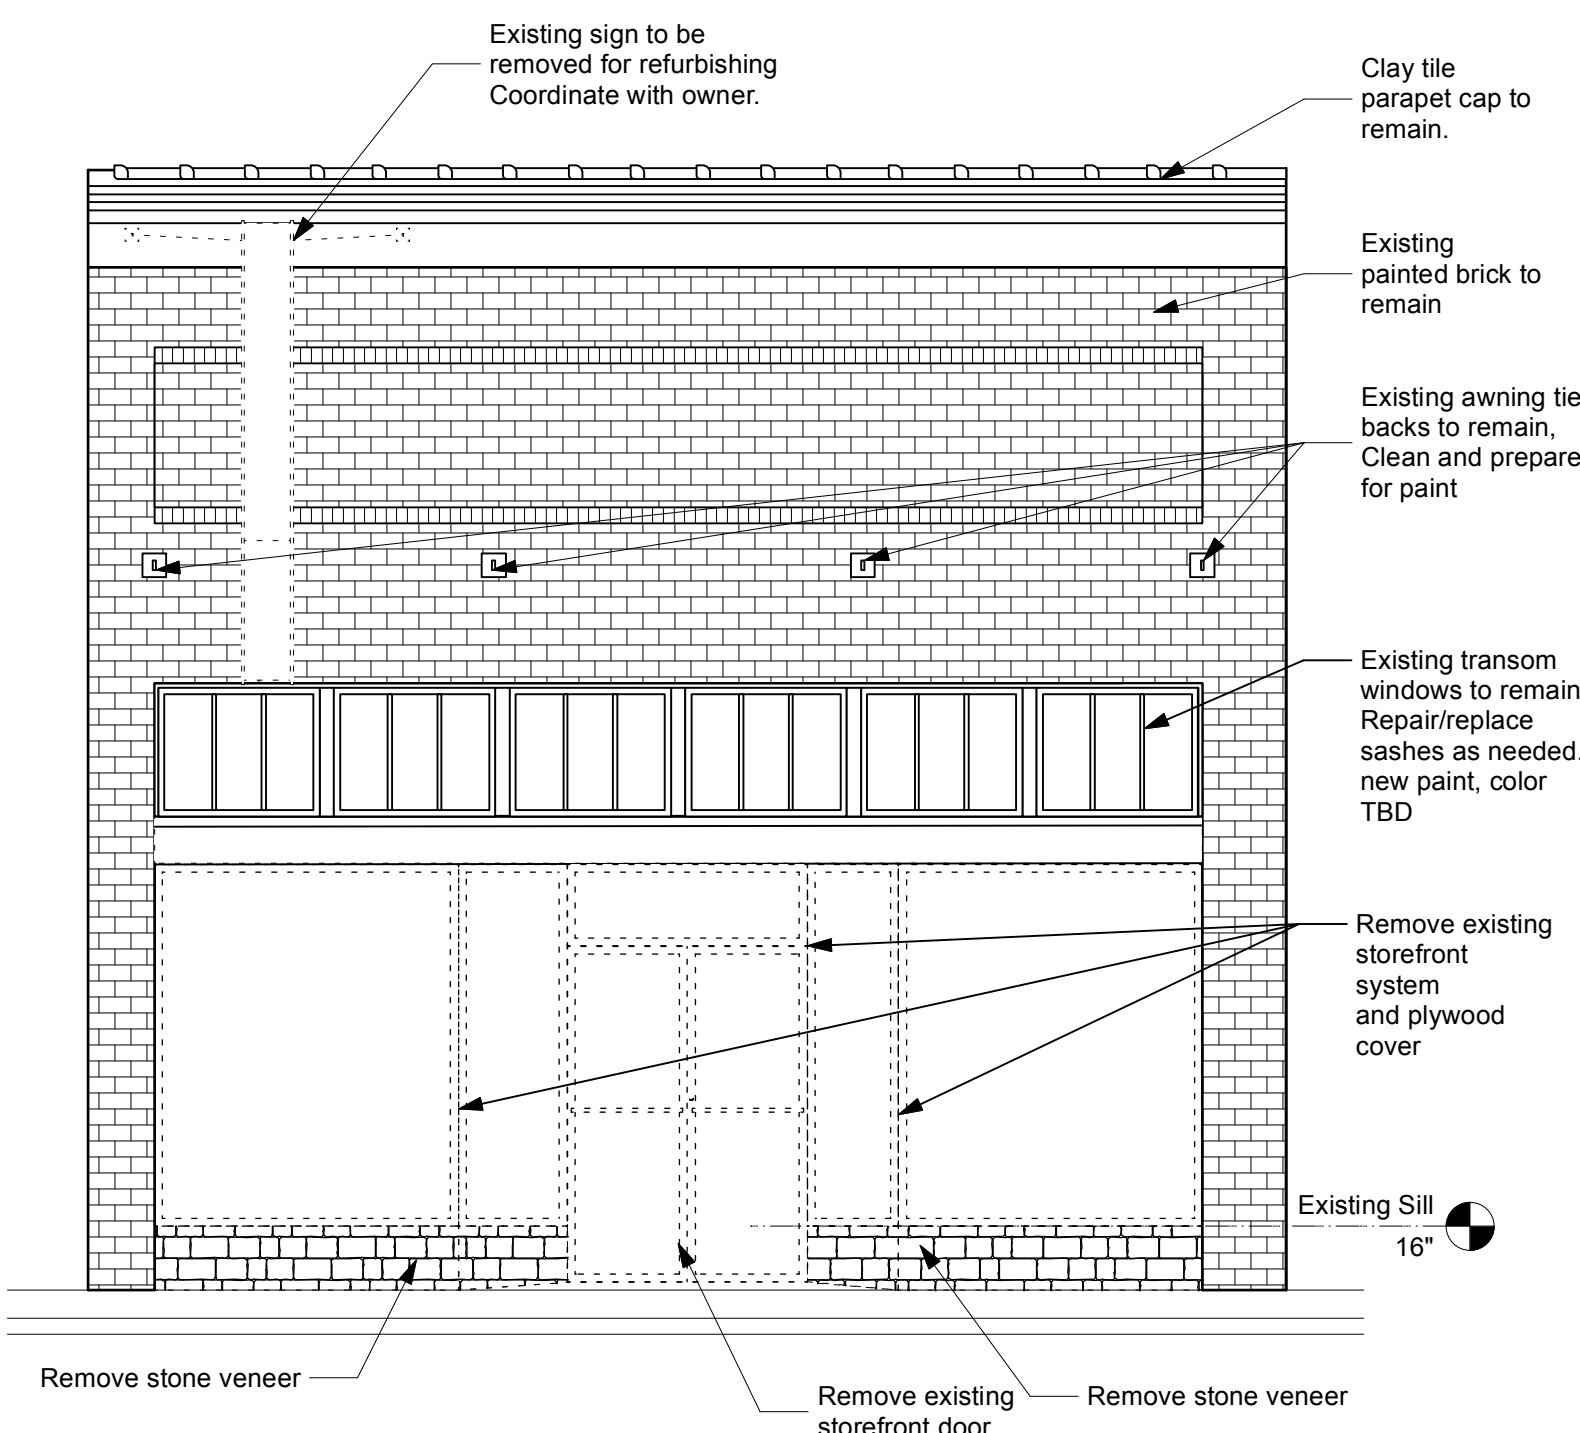 Existing sign to be
removed for refurbishing
Coordinate with owner.
Clay tile
parapet cap to
remain.
Existing
painted brick to
remain
Existing awning tie
backs to remain,
Clean and prepare
for paint
Existing transom
windows to remain
Repair/replace
sashes as needed.
new paint, color
TBD
Remove existing
storefront
system
and plywood
cover
Existing Sill
16"
Remove stone veneer
Remove existing
storefront door
Remove stone veneer